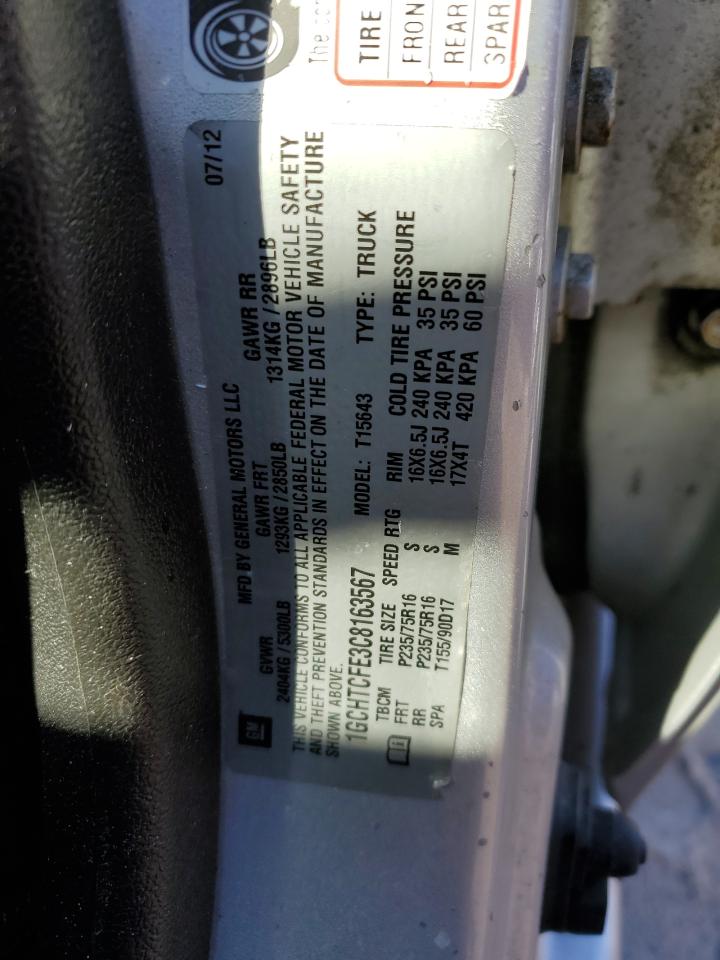 The con
TIRE
FRON
REAR
SPAR
07/12
MFD BY GENERAL MOTORS LLC
GM
GVWR GAWR FRT GAWR RR
2404KG / 5300LB 1293KG / 2850LB 1314KG / 2896LB
THIS VEHICLE CONFORMS TO ALL APPLICABLE FEDERAL MOTOR VEHICLE SAFETY
AND THEFT PREVENTION STANDARDS IN EFFECT ON THE DATE OF MANUFACTURE
SHOWN ABOVE.
1GCHTCFE3C8163567 MODEL: T15643 TYPE: TRUCK
TBCM TIRE SIZE SPEED RTG RIM COLD TIRE PRESSURE
FRT P235/75R16 S 16X6.5J 240 KPA 35 PSI
RR P235/75R16 S 16X6.5J 240 KPA 35 PSI
SPA T155/90D17 M 17X4T 420 KPA 60 PSI